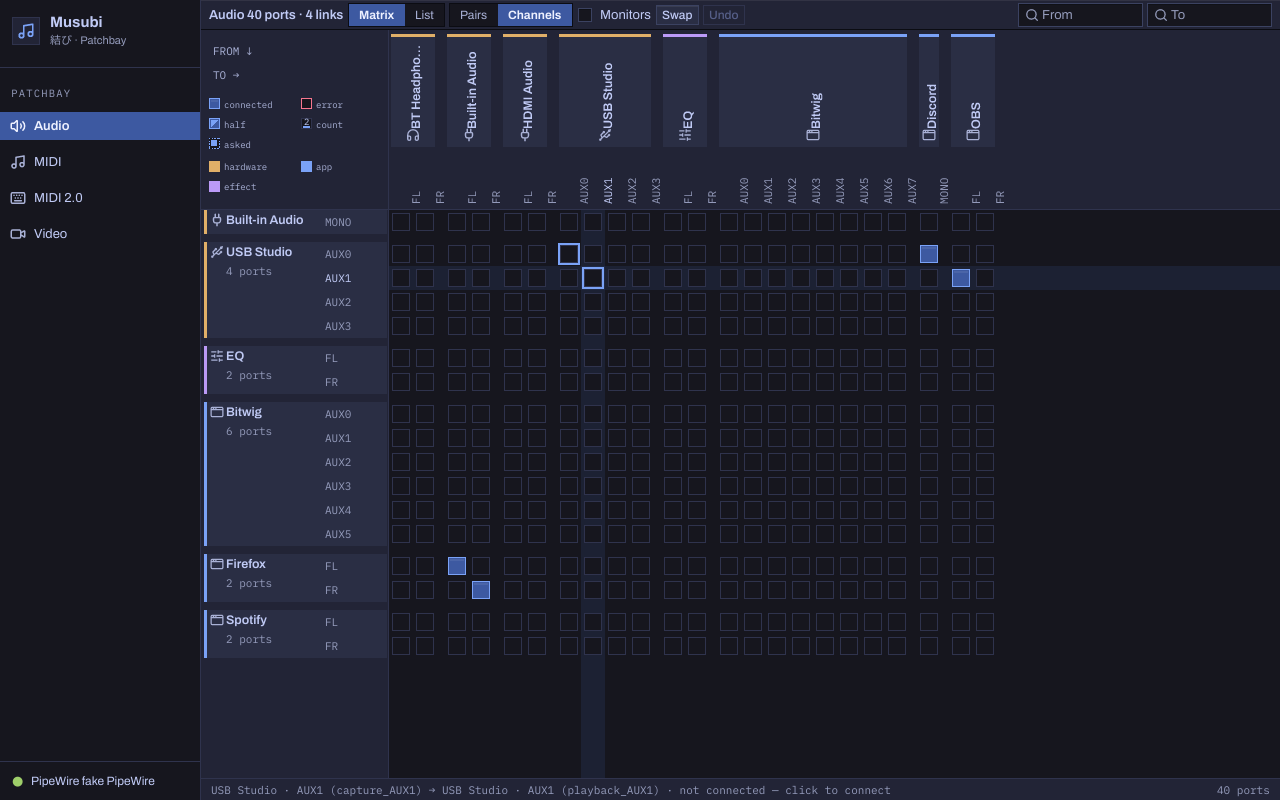 Musubi
結び · Patchbay
PATCHBAY
Audio
MIDI
MIDI 2.0
Video
PipeWire fake PipeWire
Audio 40 ports · 4 links
Matrix
List
Pairs
Channels
Monitors
Swap
Undo
From
To
FROM ↓
TO →
connected
error
half
2 count
asked
hardware
app
effect
BT Headpho…
Built-in Audio
HDMI Audio
USB Studio
EQ
Bitwig
Discord
OBS
FL FR FL FR FL FR AUX0 AUX1 AUX2 AUX3 FL FR AUX0 AUX1 AUX2 AUX3 AUX4 AUX5 AUX6 AUX7 MONO FL FR
Built-in Audio MONO
USB Studio AUX0
4 ports
AUX1
AUX2
AUX3
EQ FL
2 ports
FR
Bitwig AUX0
6 ports
AUX1
AUX2
AUX3
AUX4
AUX5
Firefox FL
2 ports
FR
Spotify FL
2 ports
FR
USB Studio · AUX1 (capture_AUX1) → USB Studio · AUX1 (playback_AUX1) · not connected — click to connect
40 ports